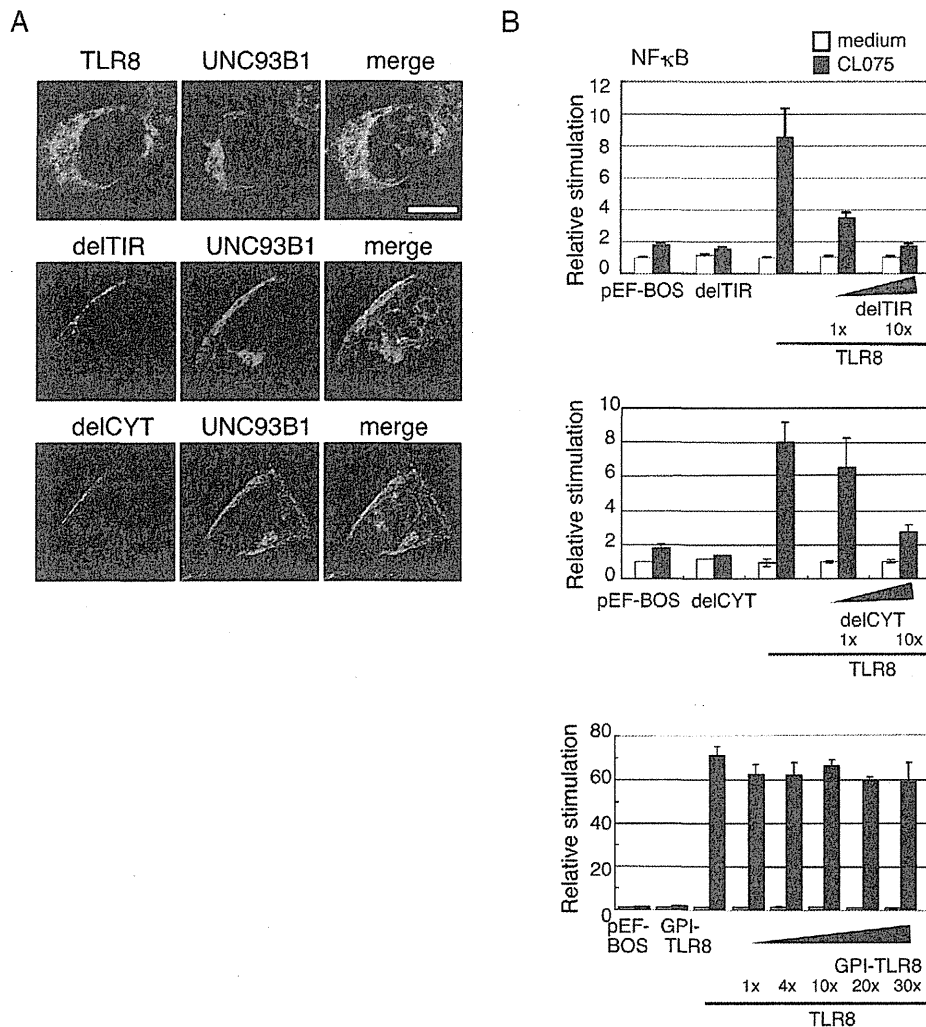 A
TLR8 UNC93B1 merge
delTIR UNC93B1 merge
delCYT UNC93B1 merge
B
NFκB
medium
CL075
Relative stimulation
12
10
8
6
4
2
0
pEF-BOS delTIR
delTIR
1x 10x
TLR8
Relative stimulation
10
8
6
4
2
0
pEF-BOS delCYT
delCYT
1x 10x
TLR8
Relative stimulation
80
60
40
20
0
pEF-BOS
GPI-TLR8
GPI-TLR8
1x 4x 10x 20x 30x
TLR8